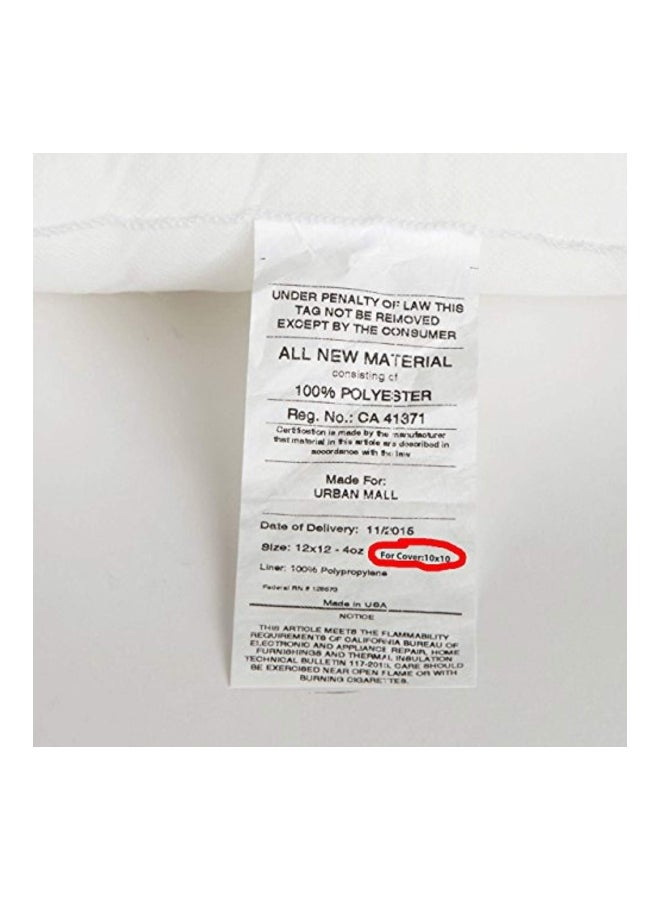 UNDER PENALTY OF LAW THIS
TAG NOT BE REMOVED
EXCEPT BY THE CONSUMER
ALL NEW MATERIAL
consisting of
100% POLYESTER
Reg. No.: CA 41371
Certification is made by the manufacturer
that material in this article are described in
accordance with the law
Made For:
URBAN MALL
Date of Delivery: 11/2015
Size: 12x12 - 4oz For Cover:10x10
Liner: 100% Polypropylene
Federal RN #
Made in USA
NOTICE
THIS ARTICLE MEETS THE FLAMMABILITY
REQUIREMENTS OF CALIFORNIA BUREAU OF
ELECTRONIC AND APPLIANCE REPAIR, HOME
FURNISHINGS AND THERMAL INSULATION
TECHNICAL BULLETIN 117-2013, CARE SHOULD
BE EXERCISED NEAR OPEN FLAME OR WITH
BURNING CIGARETTES.